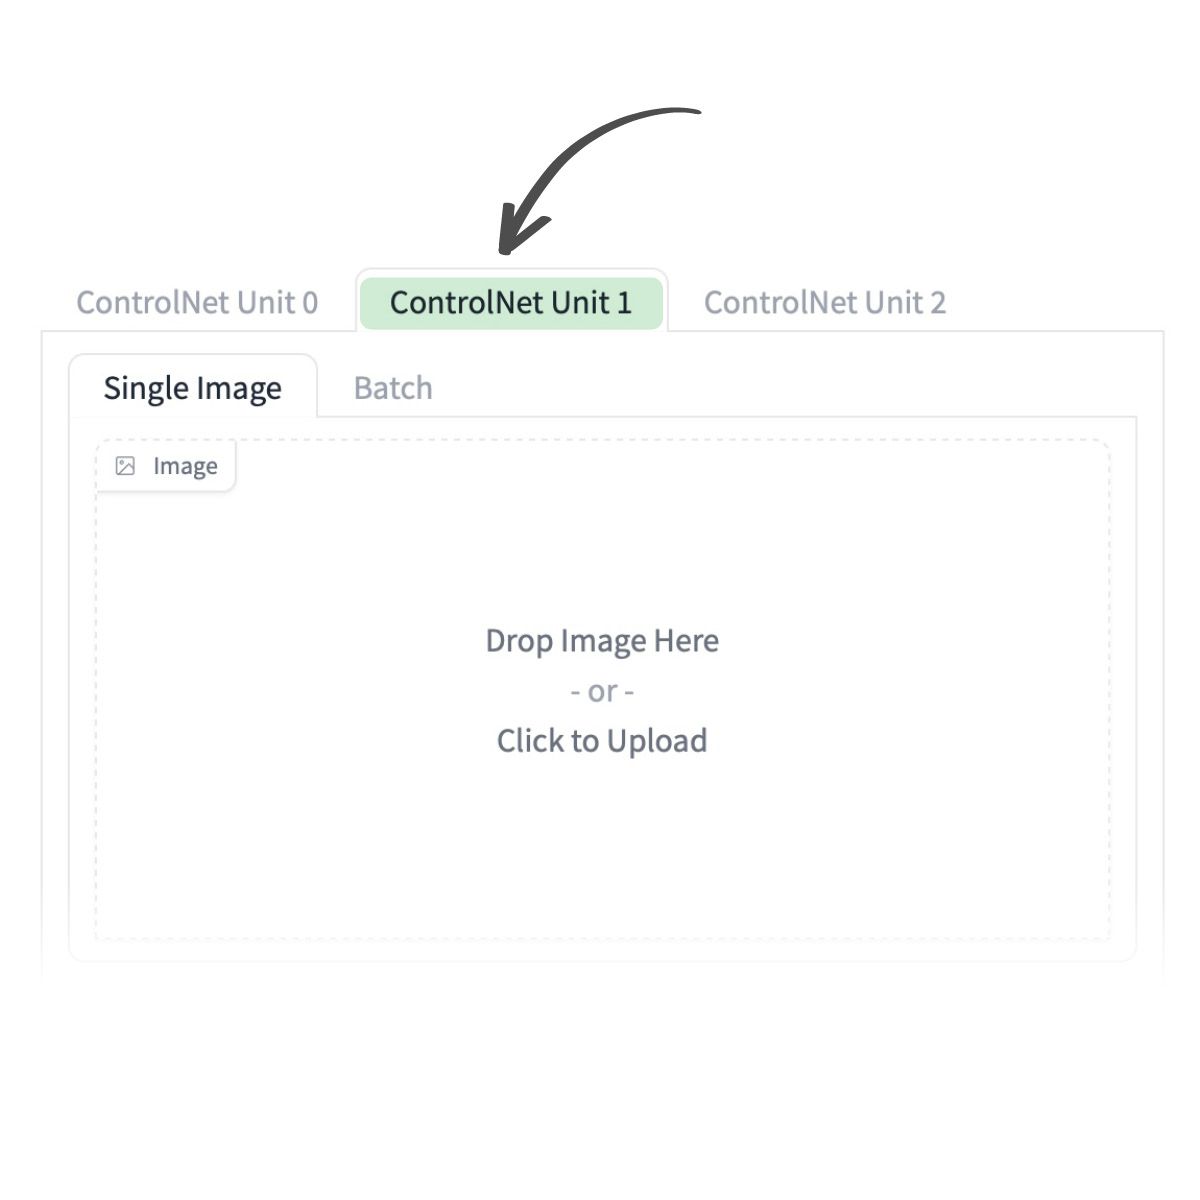 ControlNet Unit 0
ControlNet Unit 1
ControlNet Unit 2
Single Image
Batch
Image
Drop Image Here
- or -
Click to Upload